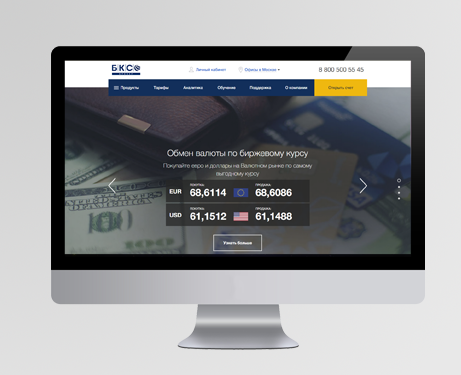 БКС
Личный кабинет
Офисы в Москве
8 800 500 55 45
Продукты
Тарифы
Аналитика
Обучение
Поддержка
О компании
Открыть счет
Обмен валюты по биржевому курсу
Покупайте евро и доллары на Валютном рынке по самому
выгодному курсу
EUR
ПОКУПКА
68,6114
ПРОДАЖА
68,6086
USD
ПОКУПКА
61,1512
ПРОДАЖА
61,1488
Узнать больше